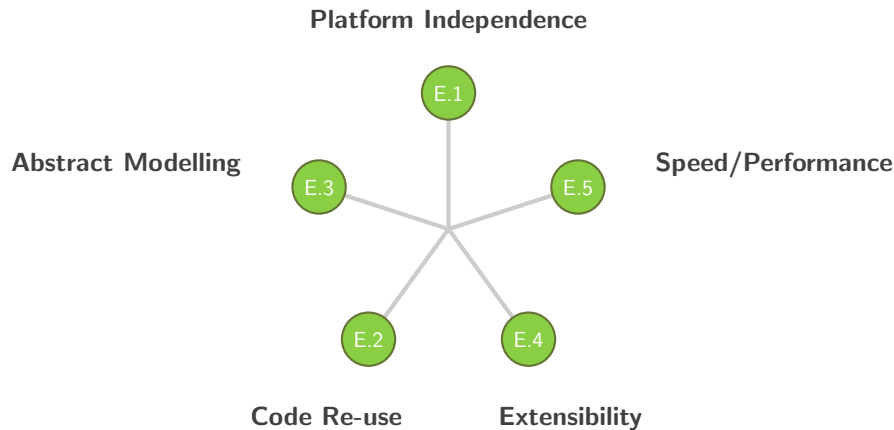 Platform Independence
E.1
Abstract Modelling
Speed/Performance
E.3
E.5
E.2
E.4
Code Re-use
Extensibility